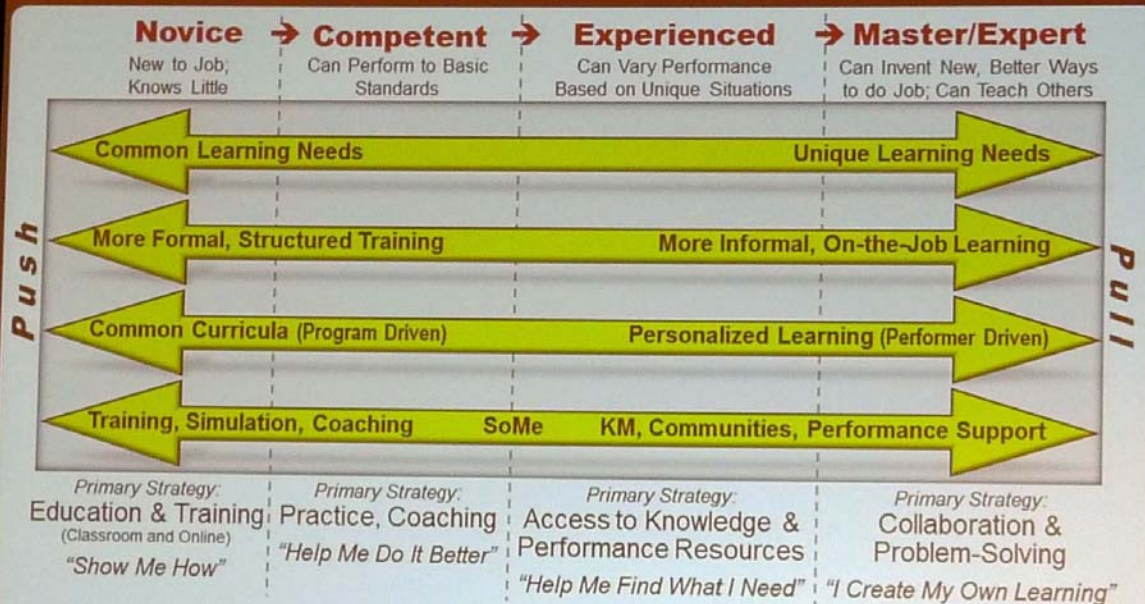 Novice → Competent → Experienced → Master/Expert
New to Job;
Knows Little
Can Perform to Basic
Standards
Can Vary Performance
Based on Unique Situations
Can Invent New, Better Ways
to do Job; Can Teach Others
Push
Common Learning Needs
Unique Learning Needs
More Formal, Structured Training
More Informal, On-the-Job Learning
Common Curricula (Program Driven)
Personalized Learning (Performer Driven)
Training, Simulation, Coaching
SoMe
KM, Communities, Performance Support
Pull
Primary Strategy:
Education & Training
(Classroom and Online)
"Show Me How"
Primary Strategy:
Practice, Coaching
"Help Me Do It Better"
Primary Strategy:
Access to Knowledge &
Performance Resources
"Help Me Find What I Need"
Primary Strategy:
Collaboration &
Problem-Solving
"I Create My Own Learning"